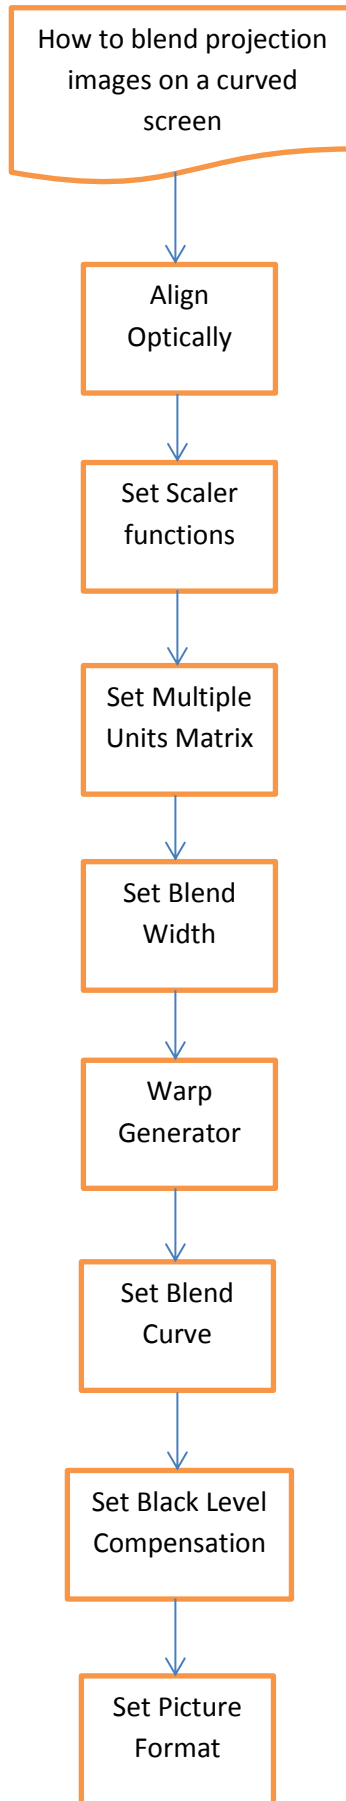 How to blend projection
images on a curved
screen
Align
Optically
Set Scaler
functions
Set Multiple
Units Matrix
Set Blend
Width
Warp
Generator
Set Blend
Curve
Set Black Level
Compensation
Set Picture
Format